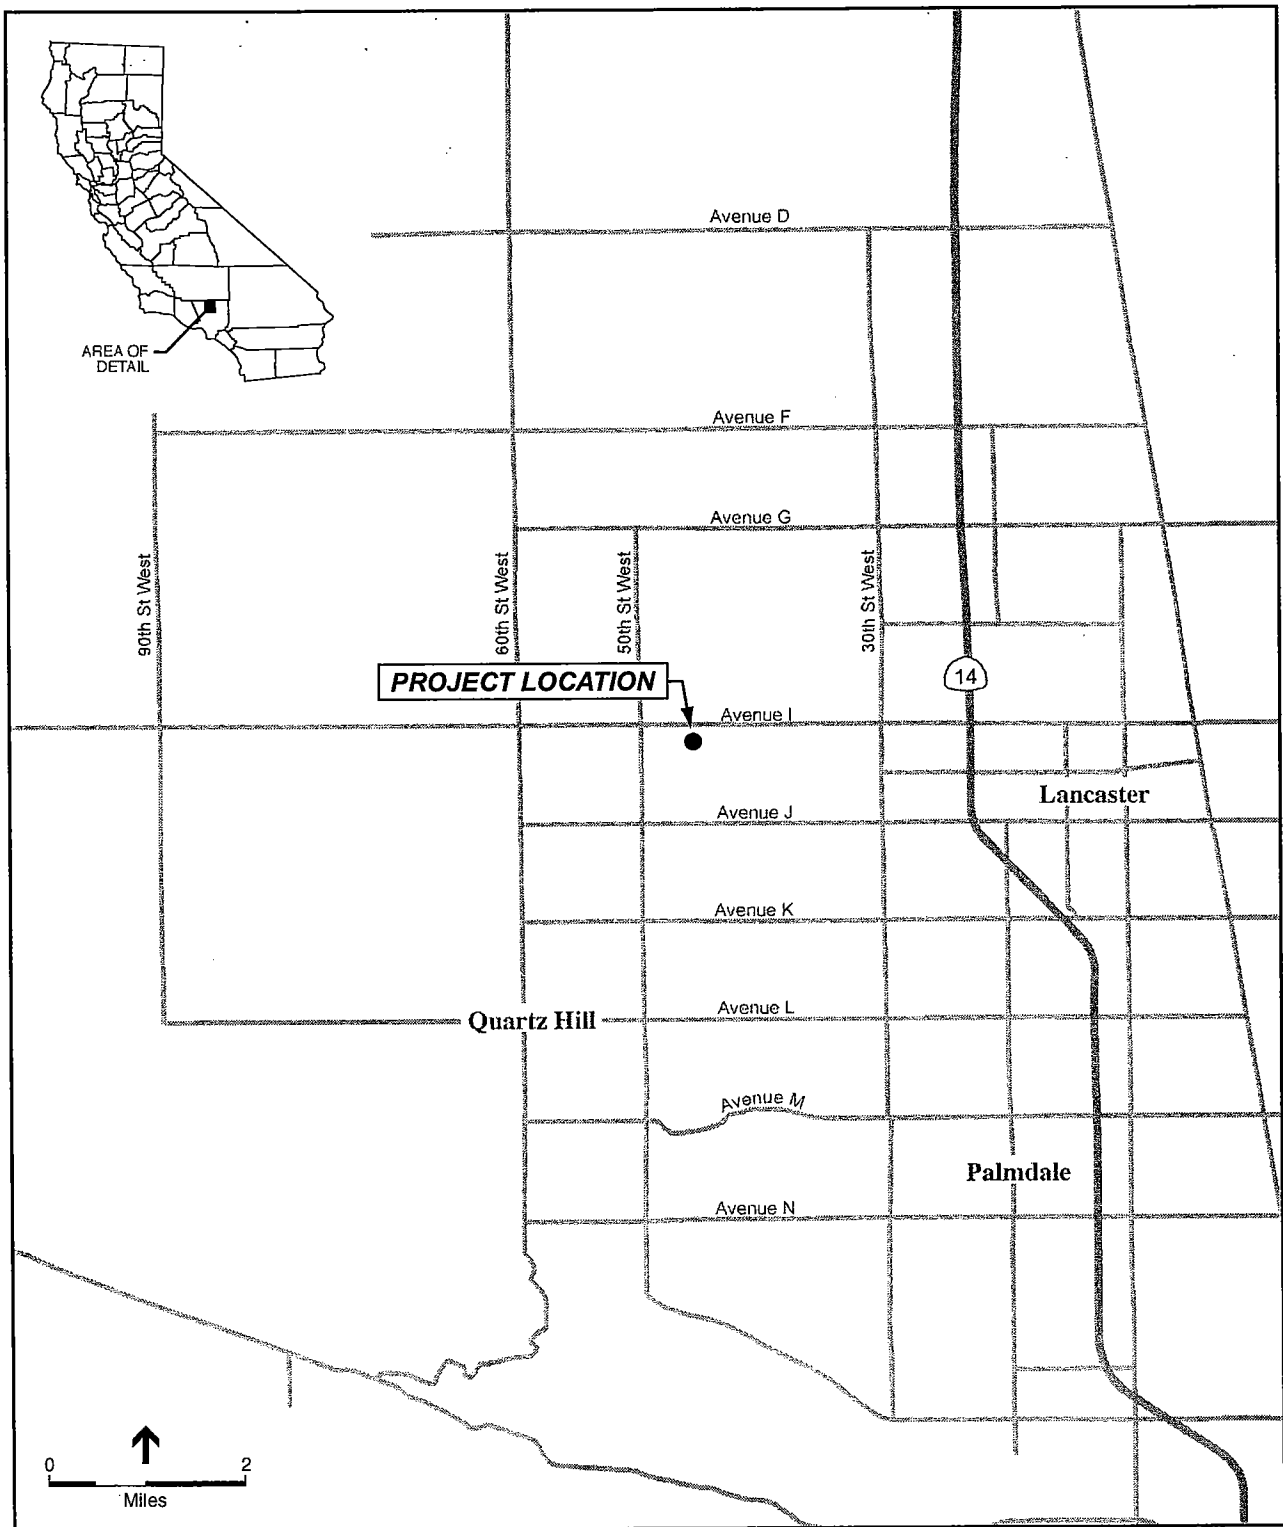 Avenue D
AREA OF
DETAIL
Avenue F
Avenue G
90th St West
60th St West
50th St West
30th St West
PROJECT LOCATION
14
Avenue I
Lancaster
Avenue J
Avenue K
Avenue L
Quartz Hill
Avenue M
Palmdale
Avenue N
0 2
Miles